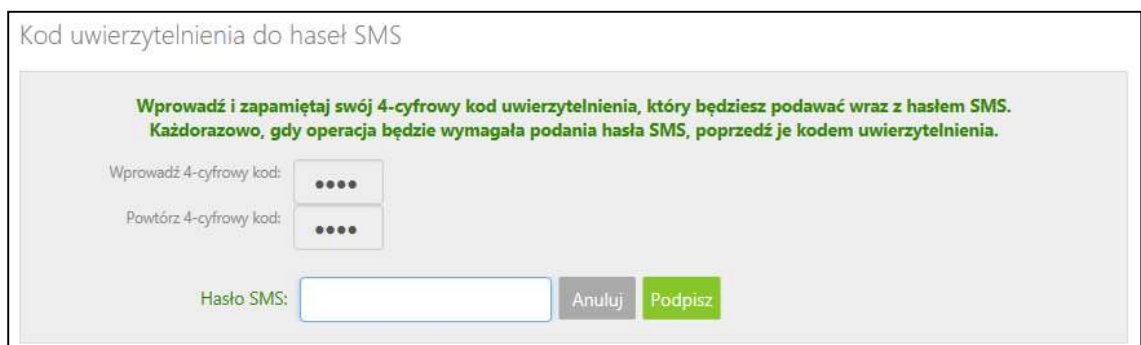 Kod uwierzytelnienia do haseł SMS
Wprowadź i zapamiętaj swój 4-cyfrowy kod uwierzytelnienia, który będziesz podawać wraz z hasłem SMS.
Każdorazowo, gdy operacja będzie wymagała podania hasła SMS, poprzedź je kodem uwierzytelnienia.
Wprowadź 4-cyfrowy kod: ••••
Powtórz 4-cyfrowy kod: ••••
Hasło SMS: Anuluj Podpisz